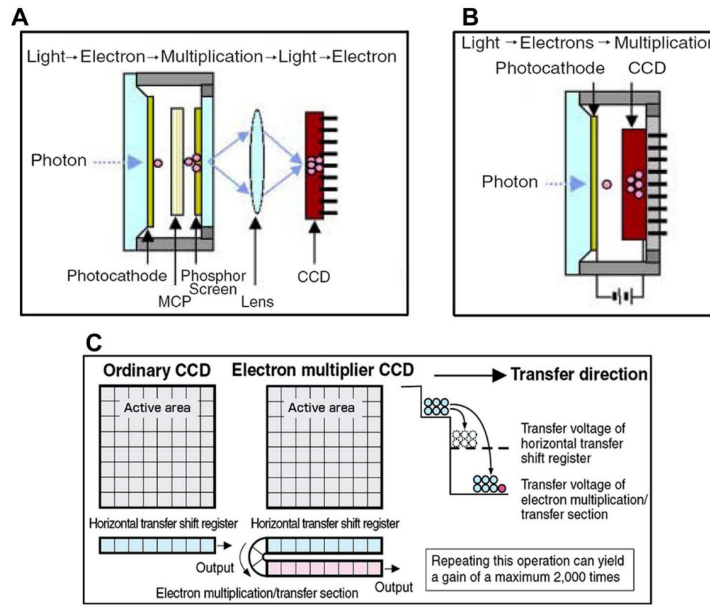 A
Light→Electron→Multiplication→Light→Electron
Photon
Photocathode
MCP
Phosphor
Screen
Lens
CCD
B
Light→Electrons→Multiplication
Photocathode
CCD
Photon
C
Ordinary CCD
Active area
Horizontal transfer shift register
Output
Electron multiplier CCD
Active area
Horizontal transfer shift register
Output
Electron multiplication/transfer section
Transfer direction
Transfer voltage of
horizontal transfer
shift register
Transfer voltage of
electron multiplication/
transfer section
Repeating this operation can yield
a gain of a maximum 2,000 times